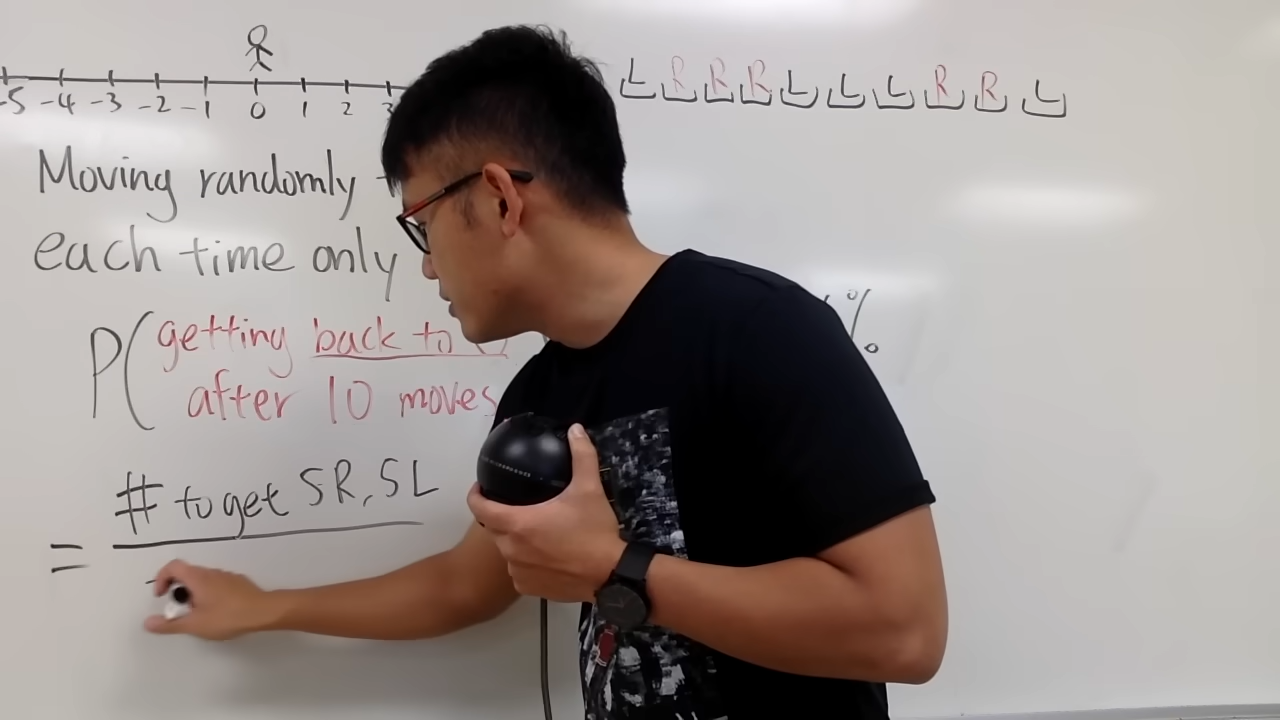 -5 -4 -3 -2 -1 0 1 2 3
L R R R L L L R R L
Moving randomly
each time only
P( getting back to
after 10 moves
%
= # to get 5R, 5L